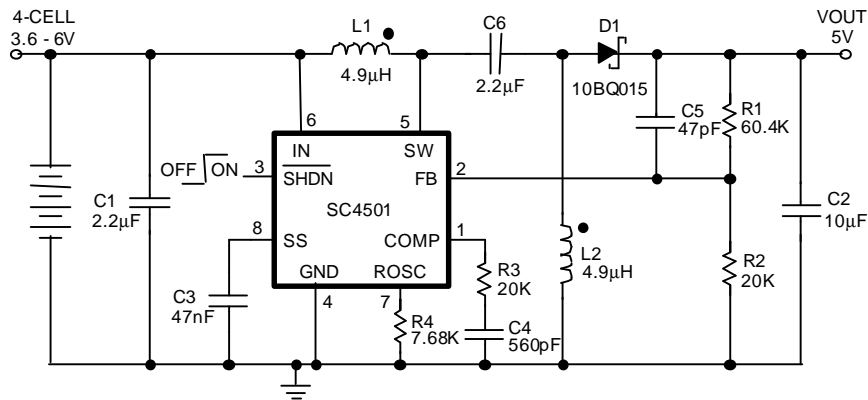 4-CELL
3.6 - 6V
L1
4.9µH
C6
2.2µF
D1
10BQ015
VOUT
5V
C5
47pF
R1
60.4K
6
5
IN
SW
OFF ON
3
SHDN
FB
2
SC4501
C1
2.2µF
8
SS
COMP
1
GND
ROSC
4
7
C3
47nF
R4
7.68K
R3
20K
C4
560pF
L2
4.9µH
R2
20K
C2
10µF